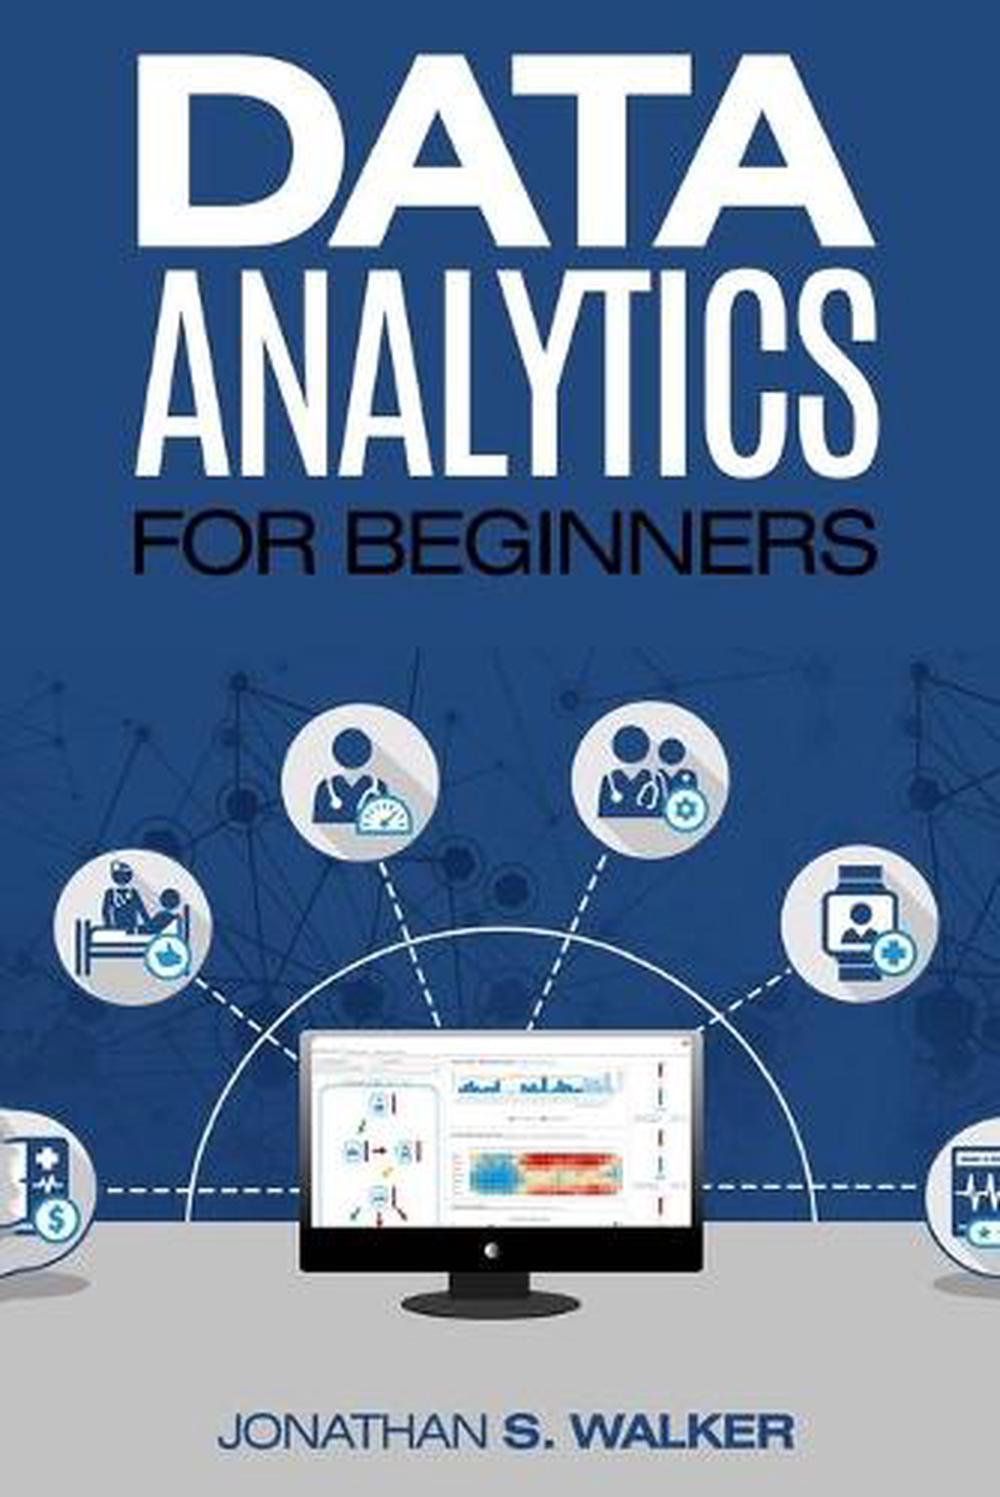 DATA
ANALYTICS
FOR BEGINNERS
$
JONATHAN S. WALKER